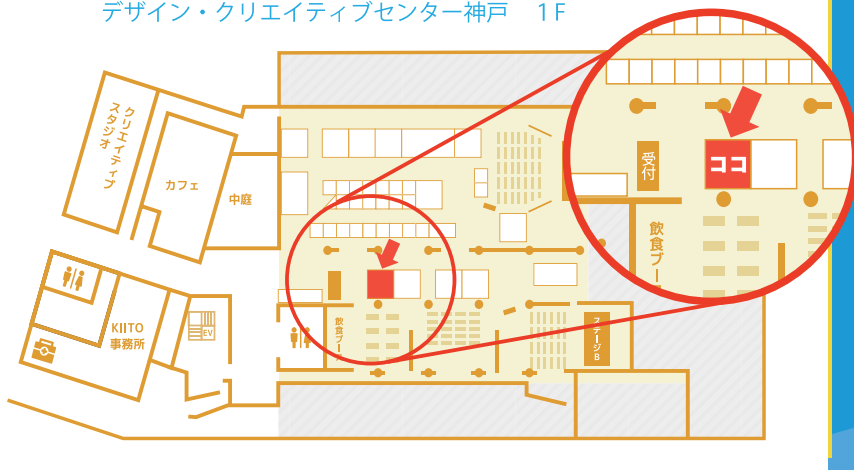 デザイン・クリエイティブセンター神戸　1F
クリエイティブ
スタジオ
カフェ
中庭
KIITO
事務所
EV
飲食ブー
ステージB
受付
ココ
飲食ブー